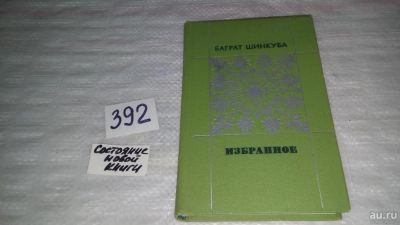 БАГРАТ ШИНКУБА
ИЗБРАННОЕ
392
Состояние
новой
книги
au.ru